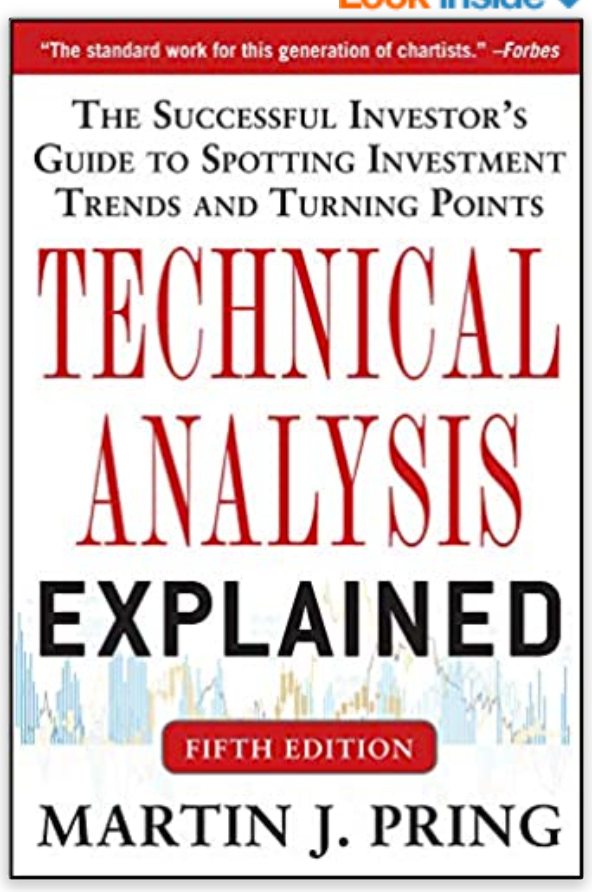 Look Inside
“The standard work for this generation of chartists.” –Forbes
THE SUCCESSFUL INVESTOR’S
GUIDE TO SPOTTING INVESTMENT
TRENDS AND TURNING POINTS
TECHNICAL
ANALYSIS
EXPLAINED
FIFTH EDITION
MARTIN J. PRING